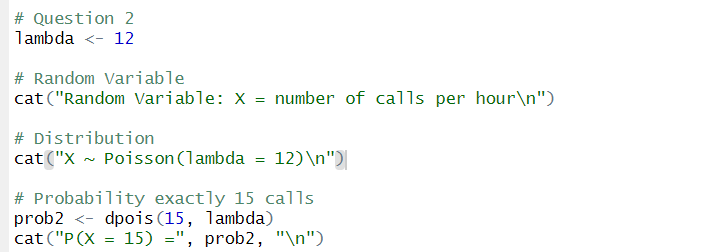 # Question 2
lambda <- 12
# Random Variable
cat("Random Variable: X = number of calls per hour\n")
# Distribution
cat("X ~ Poisson(lambda = 12)\n")
# Probability exactly 15 calls
prob2 <- dpois(15, lambda)
cat("P(X = 15) =", prob2, "\n")